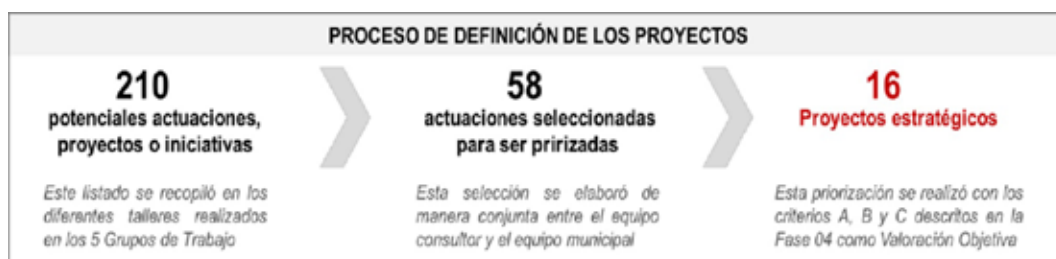 PROCESO DE DEFINICIÓN DE LOS PROYECTOS
210
potenciales actuaciones,
proyectos o iniciativas
Este listado se recopiló en los
diferentes talleres realizados
en los 5 Grupos de Trabajo
58
actuaciones seleccionadas
para ser pririzadas
Esta selección se elaboró de
manera conjunta entre el equipo
consultor y el equipo municipal
16
Proyectos estratégicos
Esta priorización se realizó con los
criterios A, B y C descritos en la
Fase 04 como Valoración Objetiva